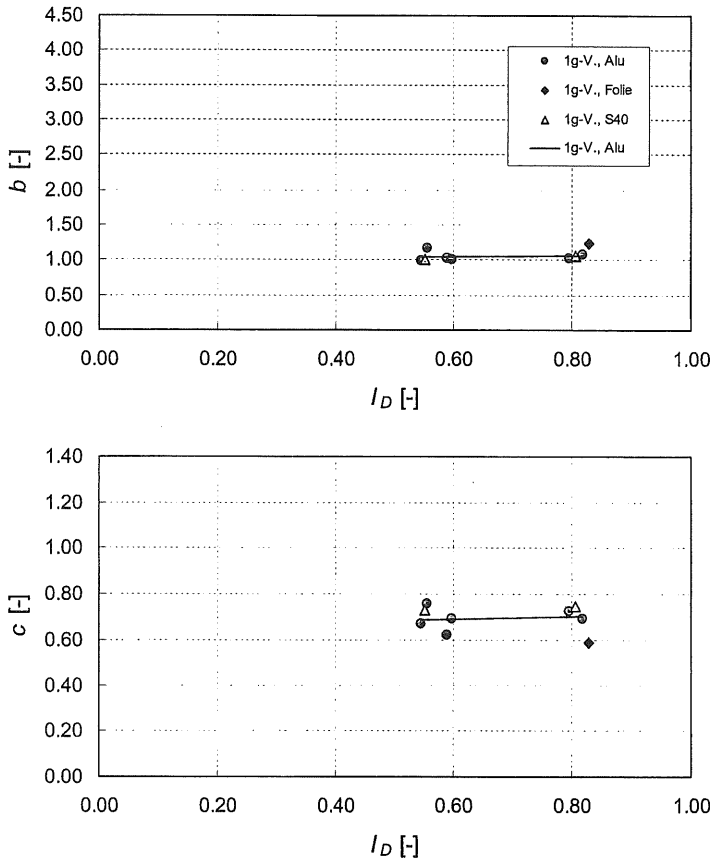 4.50
4.00
3.50
3.00
2.50
2.00
1.50
1.00
0.50
0.00
b [-]
1g-V., Alu
1g-V., Folie
1g-V., S40
1g-V., Alu
0.00 0.20 0.40 0.60 0.80 1.00
I_D [-]
1.40
1.20
1.00
0.80
0.60
0.40
0.20
0.00
c [-]
0.00 0.20 0.40 0.60 0.80 1.00
I_D [-]